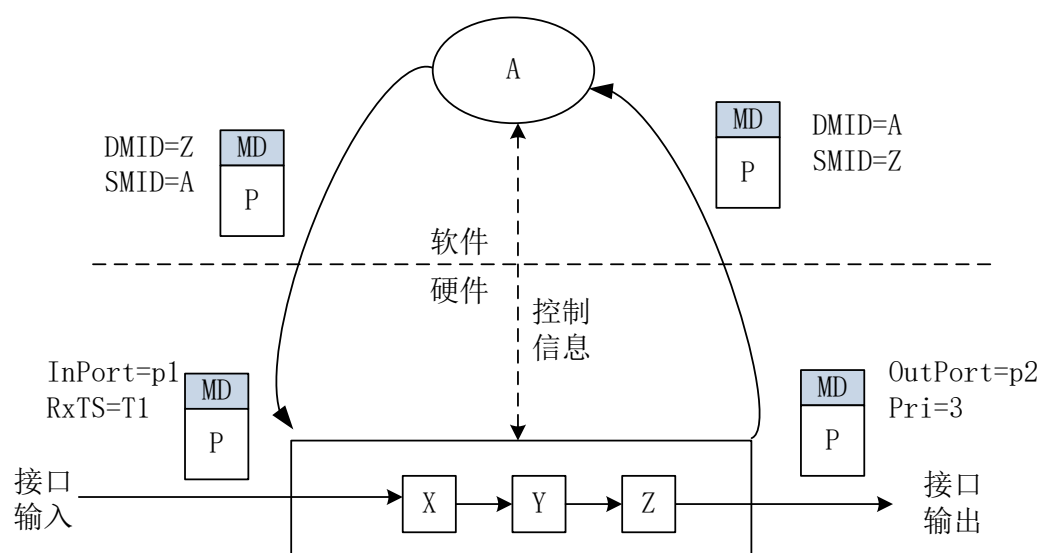 A
DMID=Z
SMID=A
MD
P
MD
P
DMID=A
SMID=Z
软件
硬件
控制
信息
InPort=p1
RxTS=T1
MD
P
MD
P
OutPort=p2
Pri=3
接口
输入
X
Y
Z
接口
输出